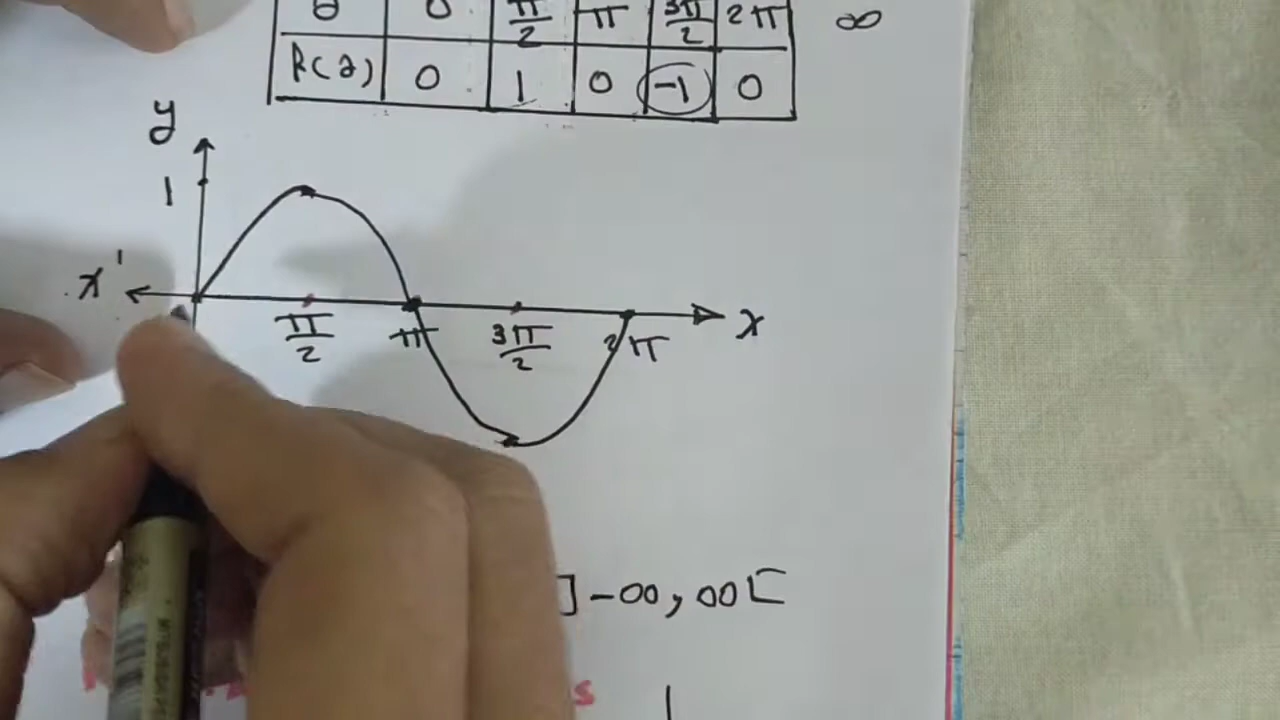 ∂ 0 π/2 π 3π/2 2π ∞
R(∂) 0 1 0 -1 0
y
1
x' π/2 π 3π/2 2π x
]-∞,∞[